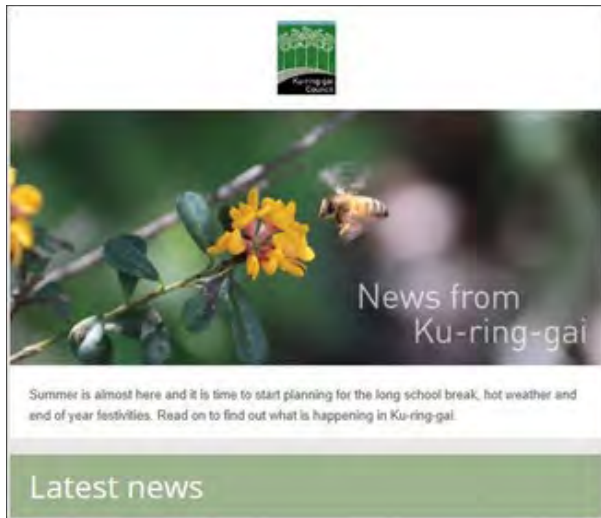 Ku-ring-gai
Council
News from
Ku-ring-gai
Summer is almost here and it is time to start planning for the long school break, hot weather and
end of year festivities. Read on to find out what is happening in Ku-ring-gai.
Latest news